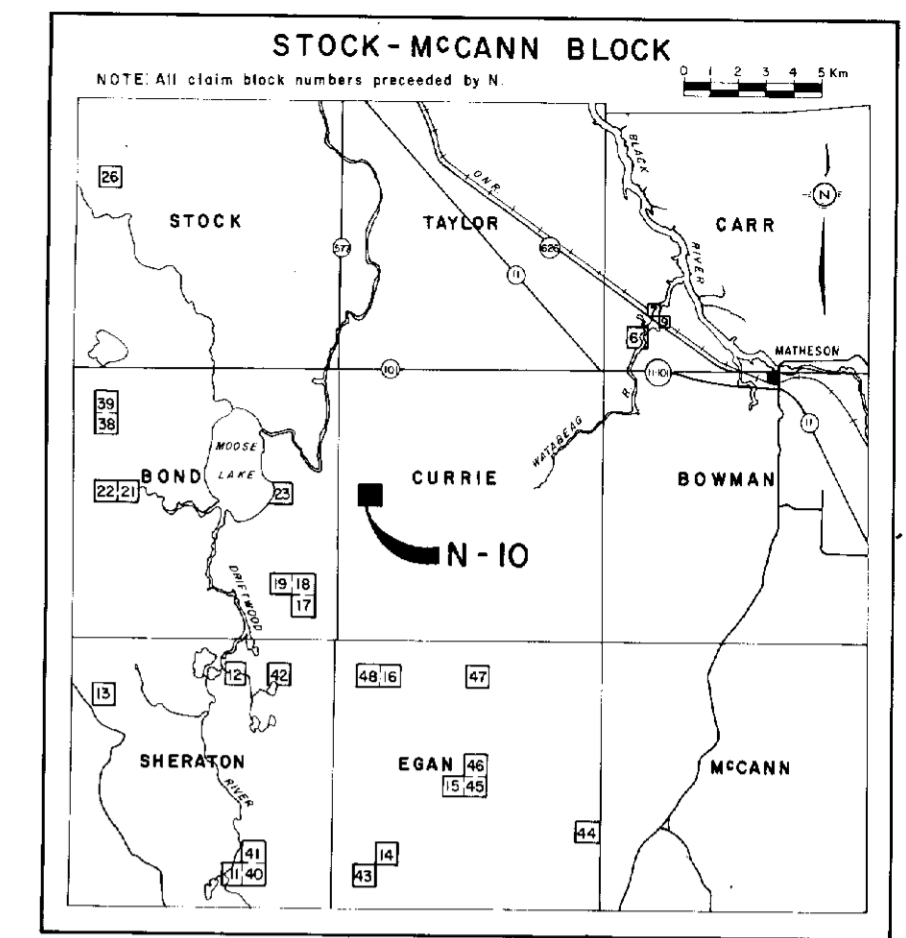 STOCK-McCANN BLOCK
NOTE: All claim block numbers preceeded by N.
0 1 2 3 4 5 Km
26
STOCK
TAYLOR
CARR
BLACK
RIVER
O.N.R.
N
577
626
11
7
9
6
MATHESON
101
11-101
11
39
38
MOOSE
LAKE
BOND
22 21
23
CURRIE
WATABEAG R.
BOWMAN
N-10
19 18
17
DRIFTWOOD
RIVER
13
12
42
48 16
47
SHERATON
EGAN
McCANN
46
15 45
44
41
11 40
14
43